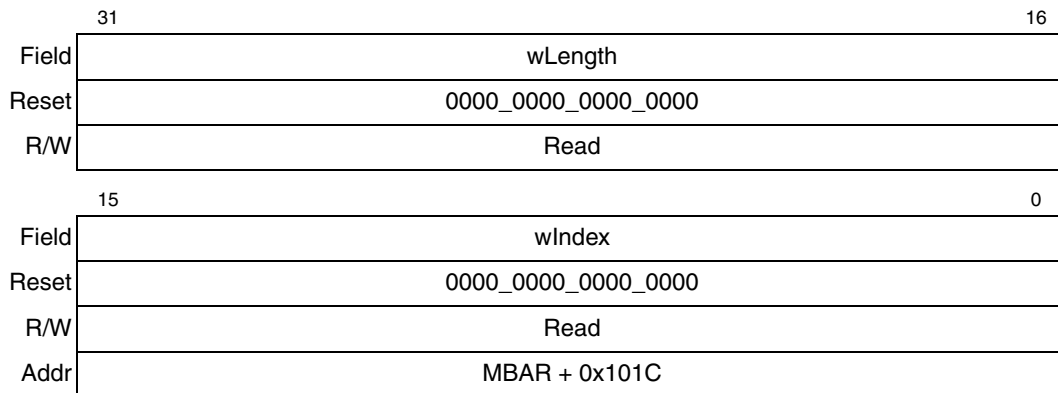 31 16
Field wLength
Reset 0000_0000_0000_0000
R/W Read
15 0
Field wIndex
Reset 0000_0000_0000_0000
R/W Read
Addr MBAR + 0x101C